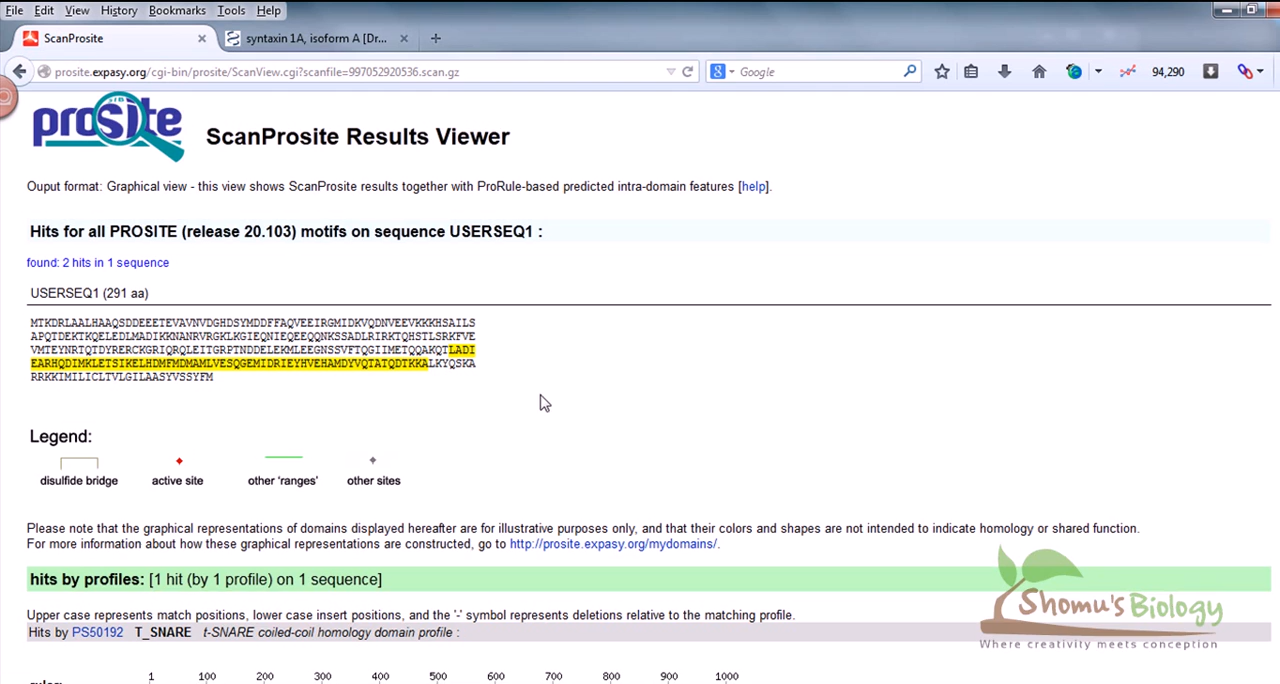 File Edit View History Bookmarks Tools Help
ScanProsite × syntaxin 1A, isoform A [Dr... × +
prosite.expasy.org/cgi-bin/prosite/ScanView.cgi?scanfile=997052920536.scan.gz Google 94,290
prosite ScanProsite Results Viewer
Ouput format: Graphical view - this view shows ScanProsite results together with ProRule-based predicted intra-domain features [help].
Hits for all PROSITE (release 20.103) motifs on sequence USERSEQ1 :
found: 2 hits in 1 sequence
USERSEQ1 (291 aa)
MTKDRLAALHAAQSDDEEETEVAVNVDGHDSYMDDFFAQVEEIRGMIDKVQDNVEEVKKKHSAILS
APQTDEKTKQELEDLMADIKKNANRVRGKLKGIEQNIEQEEQQNKSSADLRIRKTQHSTLSRKFVE
VMTEYNRTQTDYRERCKGRIQRQLEITGRPTNDDELEKMLEEGNSSVFTQGIIMETQQAKQTLADI
EARHQDIMKLETSIKELHDMFMDMAMLVESQGEMIDRIEYHVEHAMDYVQTATQDTKKALKYQSKA
RRKKIMILICLTVLGILAASYVSSYFM
Legend:
disulfide bridge active site other 'ranges' other sites
Please note that the graphical representations of domains displayed hereafter are for illustrative purposes only, and that their colors and shapes are not intended to indicate homology or shared function.
For more information about how these graphical representations are constructed, go to http://prosite.expasy.org/mydomains/.
hits by profiles: [1 hit (by 1 profile) on 1 sequence]
Upper case represents match positions, lower case insert positions, and the '-' symbol represents deletions relative to the matching profile.
Hits by PS50192 T_SNARE t-SNARE coiled-coil homology domain profile :
1 100 200 300 400 500 600 700 800 900 1000
Shomu's Biology
Where creativity meets conception